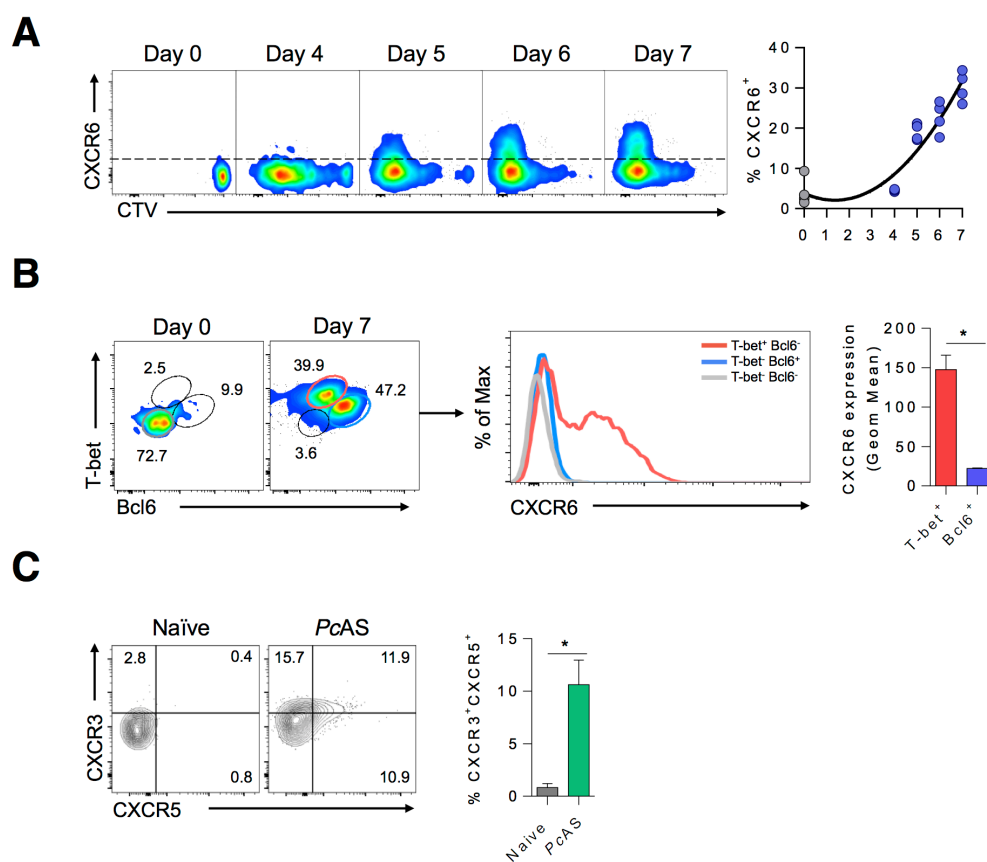 A
Day 0 Day 4 Day 5 Day 6 Day 7
CXCR6
CTV
% CXCR6+
40
30
20
10
0
0 1 2 3 4 5 6 7
B
Day 0 Day 7
T-bet
Bcl6
2.5
9.9
72.7
39.9
47.2
3.6
% of Max
CXCR6
T-bet+ Bcl6-
T-bet- Bcl6+
T-bet- Bcl6-
CXCR6 expression
(Geom Mean)
200
150
100
50
0
*
T-bet+
Bcl6+
C
Naïve PcAS
CXCR3
CXCR5
2.8 0.4
0.8
15.7 11.9
10.9
% CXCR3+CXCR5+
15
10
5
0
*
Naive
PcAS